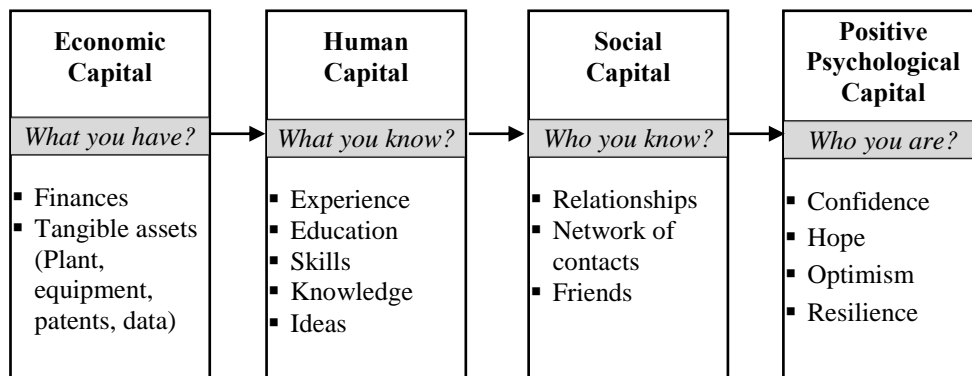 Economic
Capital
What you have?
▪ Finances
▪ Tangible assets
(Plant,
equipment,
patents, data)
Human
Capital
What you know?
▪ Experience
▪ Education
▪ Skills
▪ Knowledge
▪ Ideas
Social
Capital
Who you know?
▪ Relationships
▪ Network of
contacts
▪ Friends
Positive
Psychological
Capital
Who you are?
▪ Confidence
▪ Hope
▪ Optimism
▪ Resilience